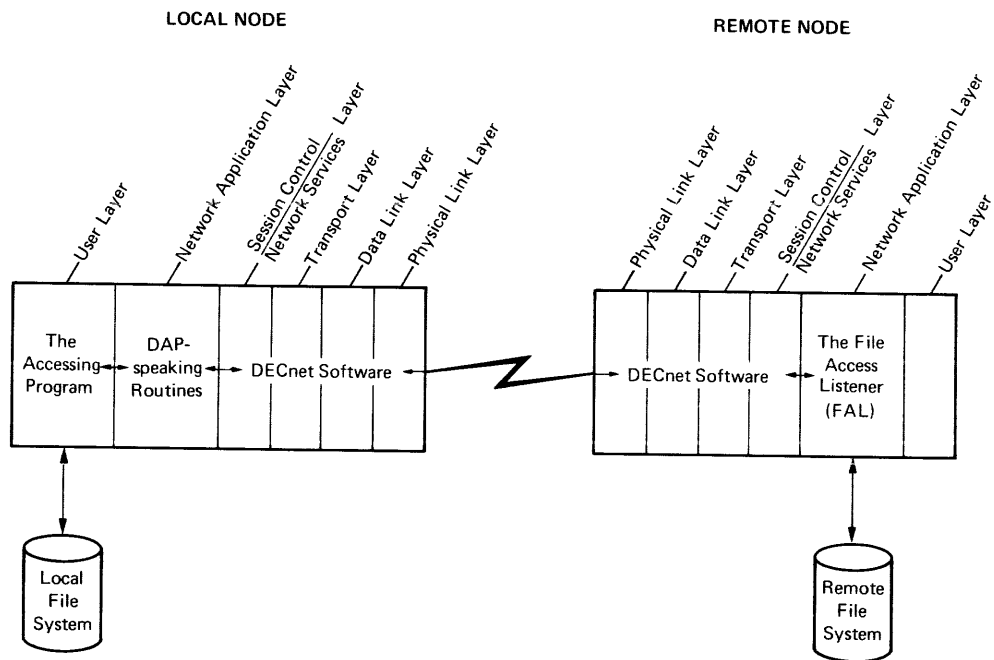 LOCAL NODE
REMOTE NODE
User Layer
Network Application Layer
Session Control
Network Services
Layer
Transport Layer
Data Link Layer
Physical Link Layer
Physical Link Layer
Data Link Layer
Transport Layer
Session Control
Network Services
Layer
Network Application Layer
User Layer
The
Accessing
Program
DAP-
speaking
Routines
DECnet Software
DECnet Software
The File
Access
Listener
(FAL)
Local
File
System
Remote
File
System